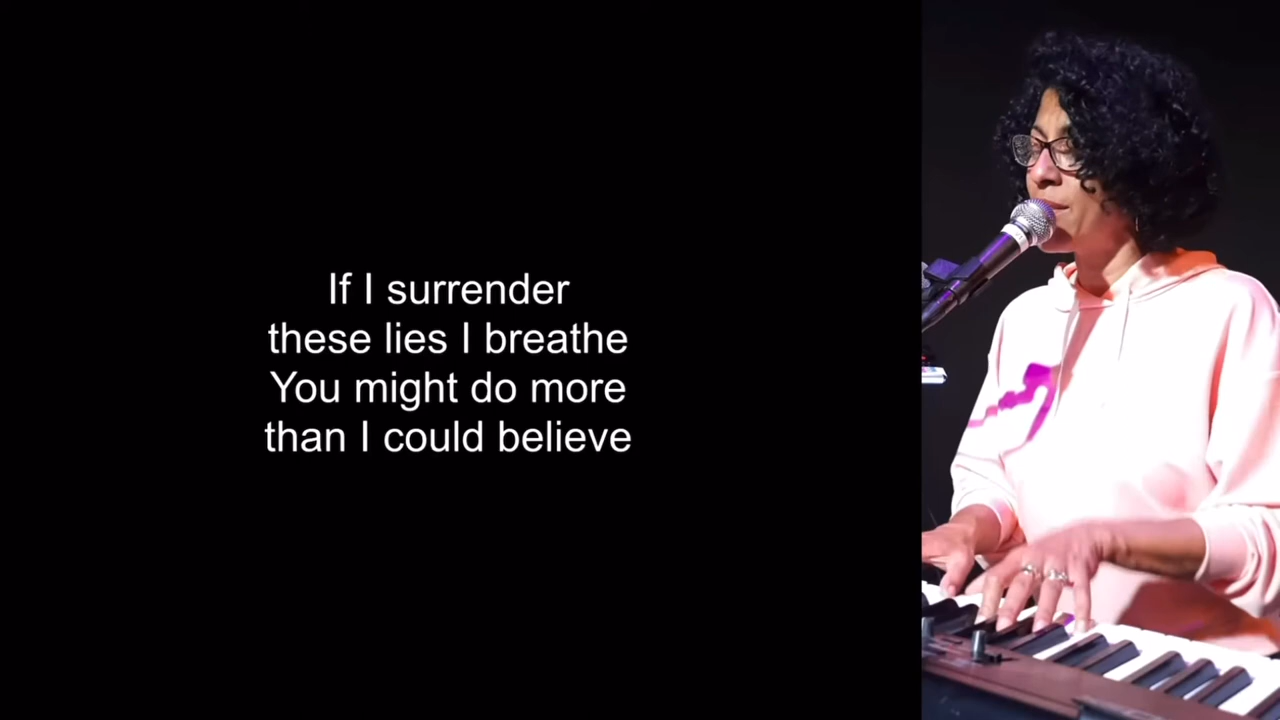 If I surrender
these lies I breathe
You might do more
than I could believe